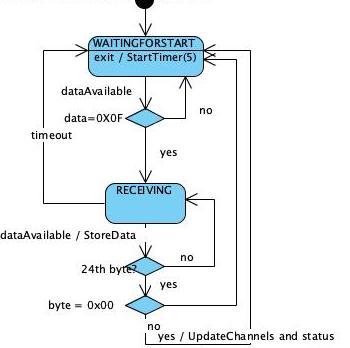 WAITINGFORSTART
exit / StartTimer(5)
dataAvailable
no
data=0X0F
timeout
yes
RECEIVING
dataAvailable / StoreData
no
24th byte?
yes
byte = 0x00
no
yes / UpdateChannels and status